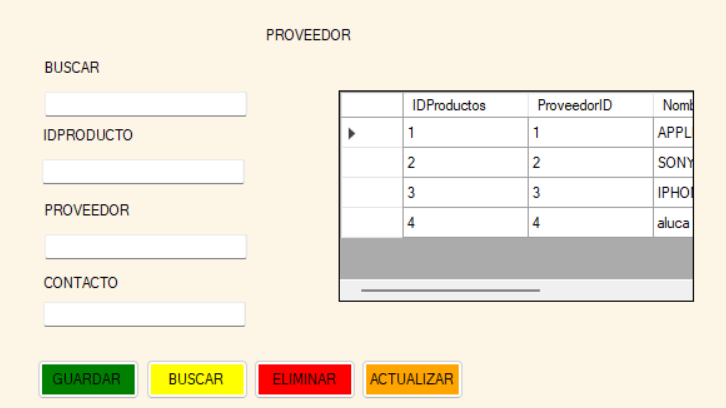 PROVEEDOR
BUSCAR
IDPRODUCTO
PROVEEDOR
CONTACTO
IDProductos ProveedorID Nomb
1 1 APPL
2 2 SONY
3 3 IPHO
4 4 aluca
GUARDAR BUSCAR ELIMINAR ACTUALIZAR